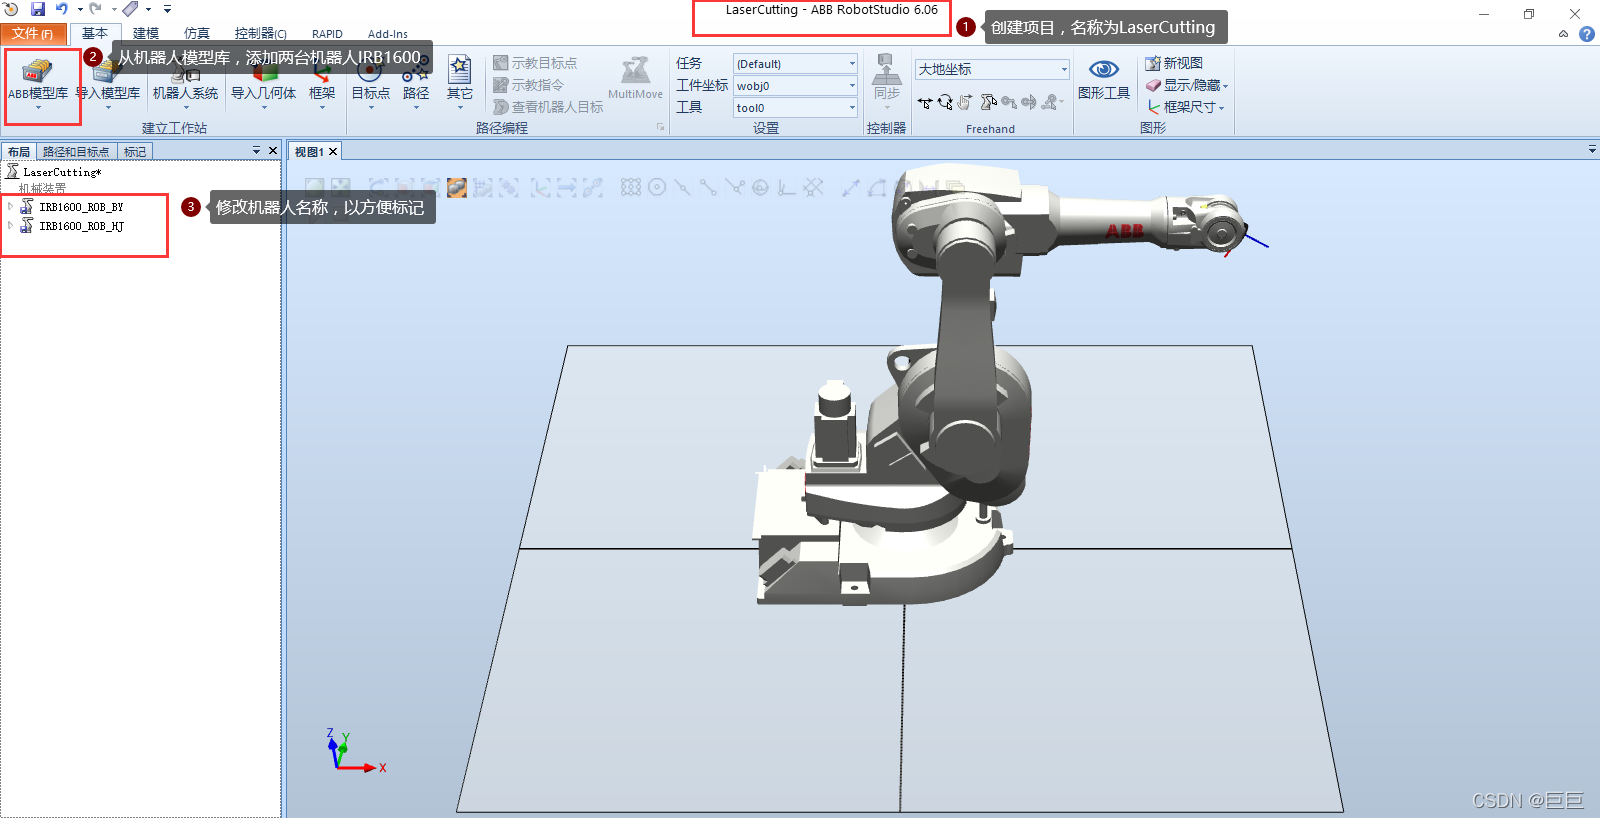 LaserCutting - ABB RobotStudio 6.06
1 创建项目，名称为LaserCutting
文件(F) 基本 建模 仿真 控制器(C) RAPID Add-Ins
2 从机器人模型库，添加两台机器人IRB1600
ABB模型库 导入模型库 机器人系统 导入几何体 框架 目标点 路径 其它
示教目标点
示教指令
查看机器人目标
MultiMove
任务 (Default)
工件坐标 wobj0
工具 tool0
同步
大地坐标
图形工具
新视图
显示/隐藏
框架尺寸
建立工作站 路径编程 设置 控制器 Freehand 图形
布局 路径和目标点 标记
视图1
LaserCutting*
机械装置
IRB1600_ROB_BY
IRB1600_ROB_HJ
3 修改机器人名称，以方便标记
ABB
Z
Y
X
CSDN @巨巨